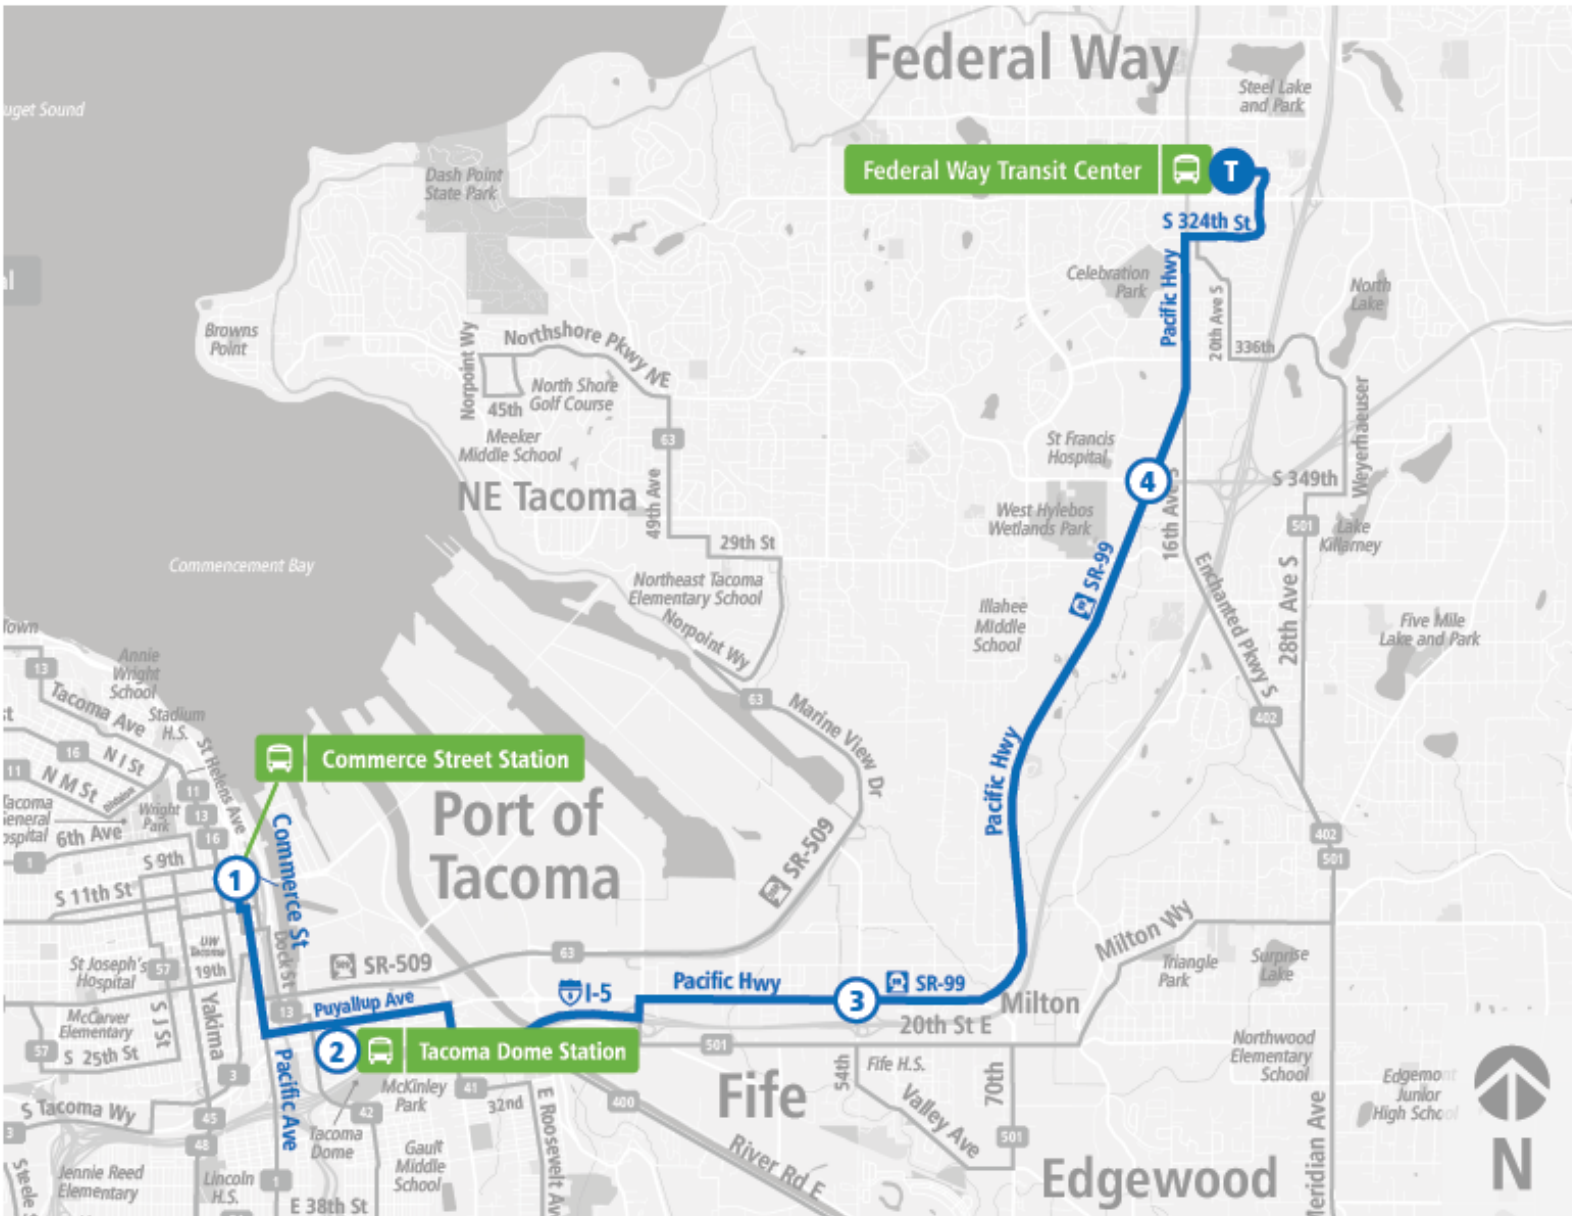 Federal Way
Steel Lake
and Park
uget Sound
Federal Way Transit Center
T
Dash Point
State Park
S 324th St
Celebration
Park
Pacific Hwy
20th Ave S
336th
North
Lake
Browns
Point
Norpoint Wy
Northshore Pkwy NE
North Shore
Golf Course
45th
Meeker
Middle School
63
St Francis
Hospital
4
S 349th
Weyerhaeuser
NE Tacoma
49th Ave
West Hylebos
Wetlands Park
16th Ave S
501
Lake
Killarney
29th St
Commencement Bay
SR-99
Northeast Tacoma
Elementary School
Enchanted Pkwy S
28th Ave S
Illahee
Middle
School
Norpoint Wy
Five Mile
Lake and Park
Town
Annie
Wright
School
13
Tacoma Ave
Stadium
H.S.
63
Marine View Dr
402
st
16
N I St
St Helens Ave
11
N M St
Division
11
Commerce Street Station
Pacific Hwy
Tacoma
General
ospital
6th Ave
Wright
Park
13
16
1
Port of
Tacoma
402
501
S 9th
S 11th St
1
Commerce St
SR-509
Dock St
UW
Tacoma
19th
St Joseph's
Hospital
57
SR-509
63
Milton Wy
Triangle
Park
Surprise
Lake
Pacific Hwy
3
SR-99
Milton
I-5
Puyallup Ave
13
20th St E
McCarver
Elementary
S J St
Yakima
57
S 25th St
2
Tacoma Dome Station
501
Pacific Ave
54th
Fife H.S.
70th
Northwood
Elementary
School
3
McKinley
Park
41
32nd
400
Fife
Valley Ave
Edgemont
Junior
High School
S Tacoma Wy
45
42
Tacoma
Dome
E Roosevelt Av
3
48
501
River Rd E
Meridian Ave
Gault
Middle
School
Jennie Reed
Elementary
Lincoln
H.S.
1
Steele S
E 38th St
Edgewood
N